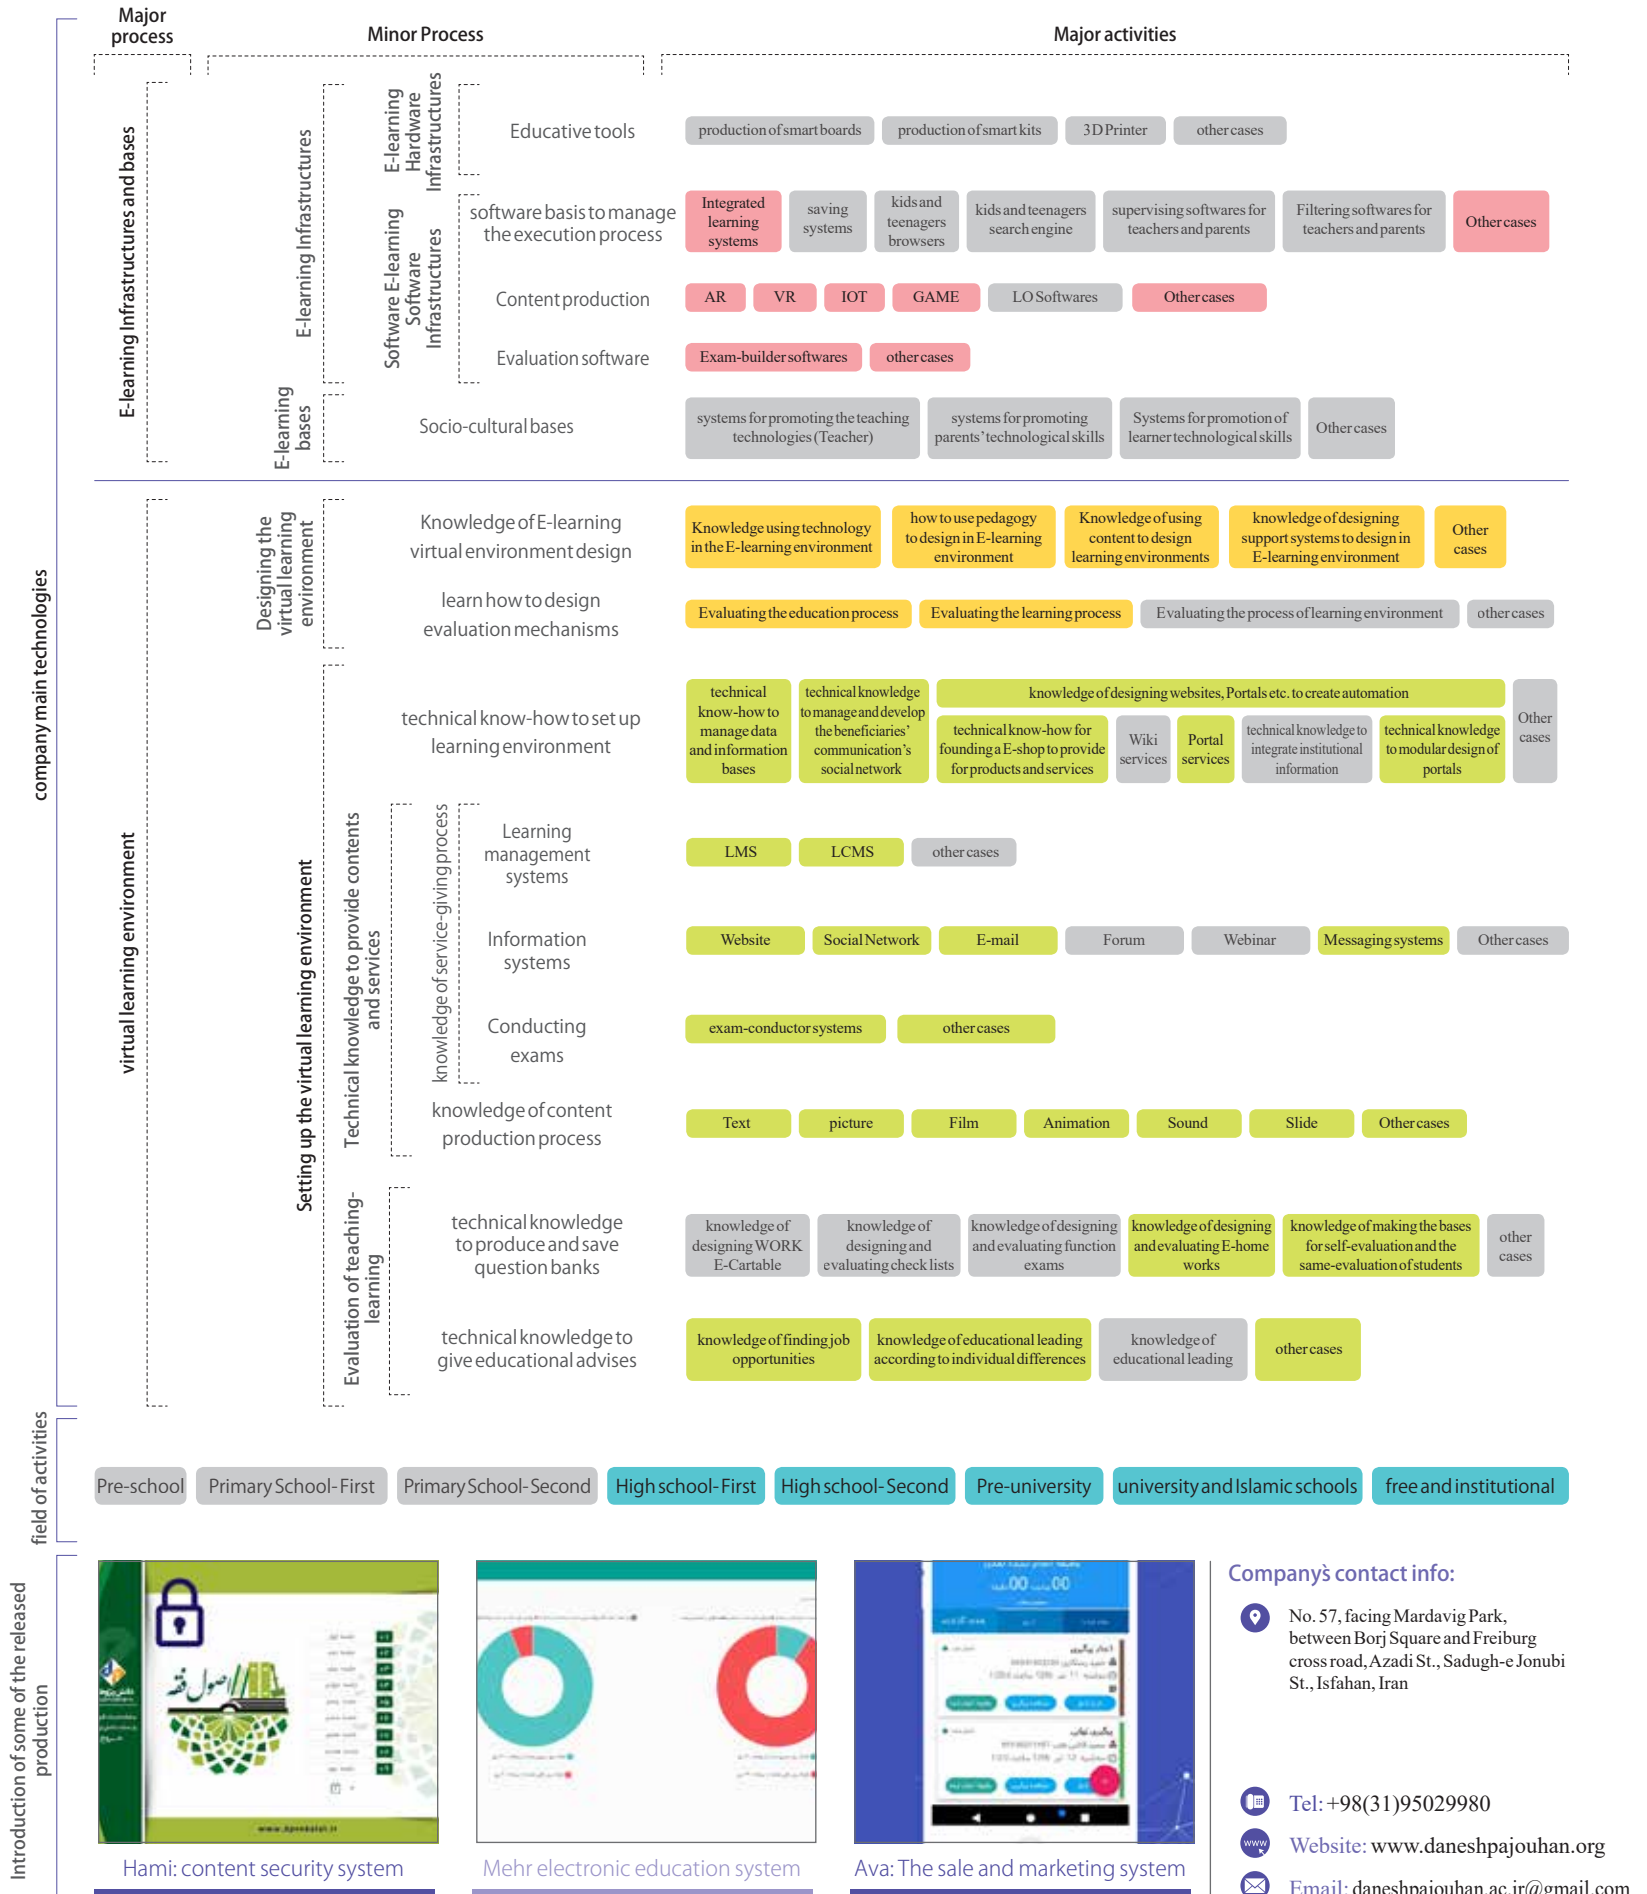 Major
process
Minor Process
Major activities
company main technologies
E-learning Infrastructures and bases
E-learning Infrastructures
E-learning
Hardware
Infrastructures
Educative tools
production of smart boards
production of smart kits
3D Printer
other cases
Software E-learning
Software
Infrastructures
software basis to manage
the execution process
Integrated
learning
systems
saving
systems
kids and
teenagers
browsers
kids and teenagers
search engine
supervising softwares for
teachers and parents
Filtering softwares for
teachers and parents
Other cases
Content production
AR
VR
IOT
GAME
LO Softwares
Other cases
Evaluation software
Exam-builder softwares
other cases
E-learning
bases
Socio-cultural bases
systems for promoting the teaching
technologies (Teacher)
systems for promoting
parents' technological skills
Systems for promotion of
learner technological skills
Other cases
virtual learning environment
Designing the
virtual learning
environment
Knowledge of E-learning
virtual environment design
Knowledge using technology
in the E-learning environment
how to use pedagogy
to design in E-learning
environment
Knowledge of using
content to design
learning environments
knowledge of designing
support systems to design in
E-learning environment
Other
cases
learn how to design
evaluation mechanisms
Evaluating the education process
Evaluating the learning process
Evaluating the process of learning environment
other cases
Setting up the virtual learning environment
technical know-how to set up
learning environment
technical
know-how to
manage data
and information
bases
technical knowledge
to manage and develop
the beneficiaries'
communication's
social network
knowledge of designing websites, Portals etc. to create automation
technical know-how for
founding a E-shop to provide
for products and services
Wiki
services
Portal
services
technical knowledge to
integrate institutional
information
technical knowledge
to modular design of
portals
Other
cases
Technical knowledge to provide contents
and services
knowledge of service-giving process
Learning
management
systems
LMS
LCMS
other cases
Information
systems
Website
Social Network
E-mail
Forum
Webinar
Messaging systems
Other cases
Conducting
exams
exam-conductor systems
other cases
knowledge of content
production process
Text
picture
Film
Animation
Sound
Slide
Other cases
Evaluation of teaching-
learning
technical knowledge
to produce and save
question banks
knowledge of
designing WORK
E-Cartable
knowledge of
designing and
evaluating check lists
knowledge of designing
and evaluating function
exams
knowledge of designing
and evaluating E-home
works
knowledge of making the bases
for self-evaluation and the
same-evaluation of students
other
cases
technical knowledge to
give educational advises
knowledge of finding job
opportunities
knowledge of educational leading
according to individual differences
knowledge of
educational leading
other cases
field of activities
Pre-school
Primary School- First
Primary School- Second
High school- First
High school- Second
Pre-university
university and Islamic schools
free and institutional
Introduction of some of the released
production
اصول فقه
Hami: content security system
Mehr electronic education system
00 00
Ava: The sale and marketing system
Company's contact info:
No. 57, facing Mardavig Park,
between Borj Square and Freiburg
cross road, Azadi St., Sadugh-e Jonubi
St., Isfahan, Iran
Tel: +98(31)95029980
www
Website: www.daneshpajouhan.org
Email: daneshpajouhan.ac.ir@gmail.com